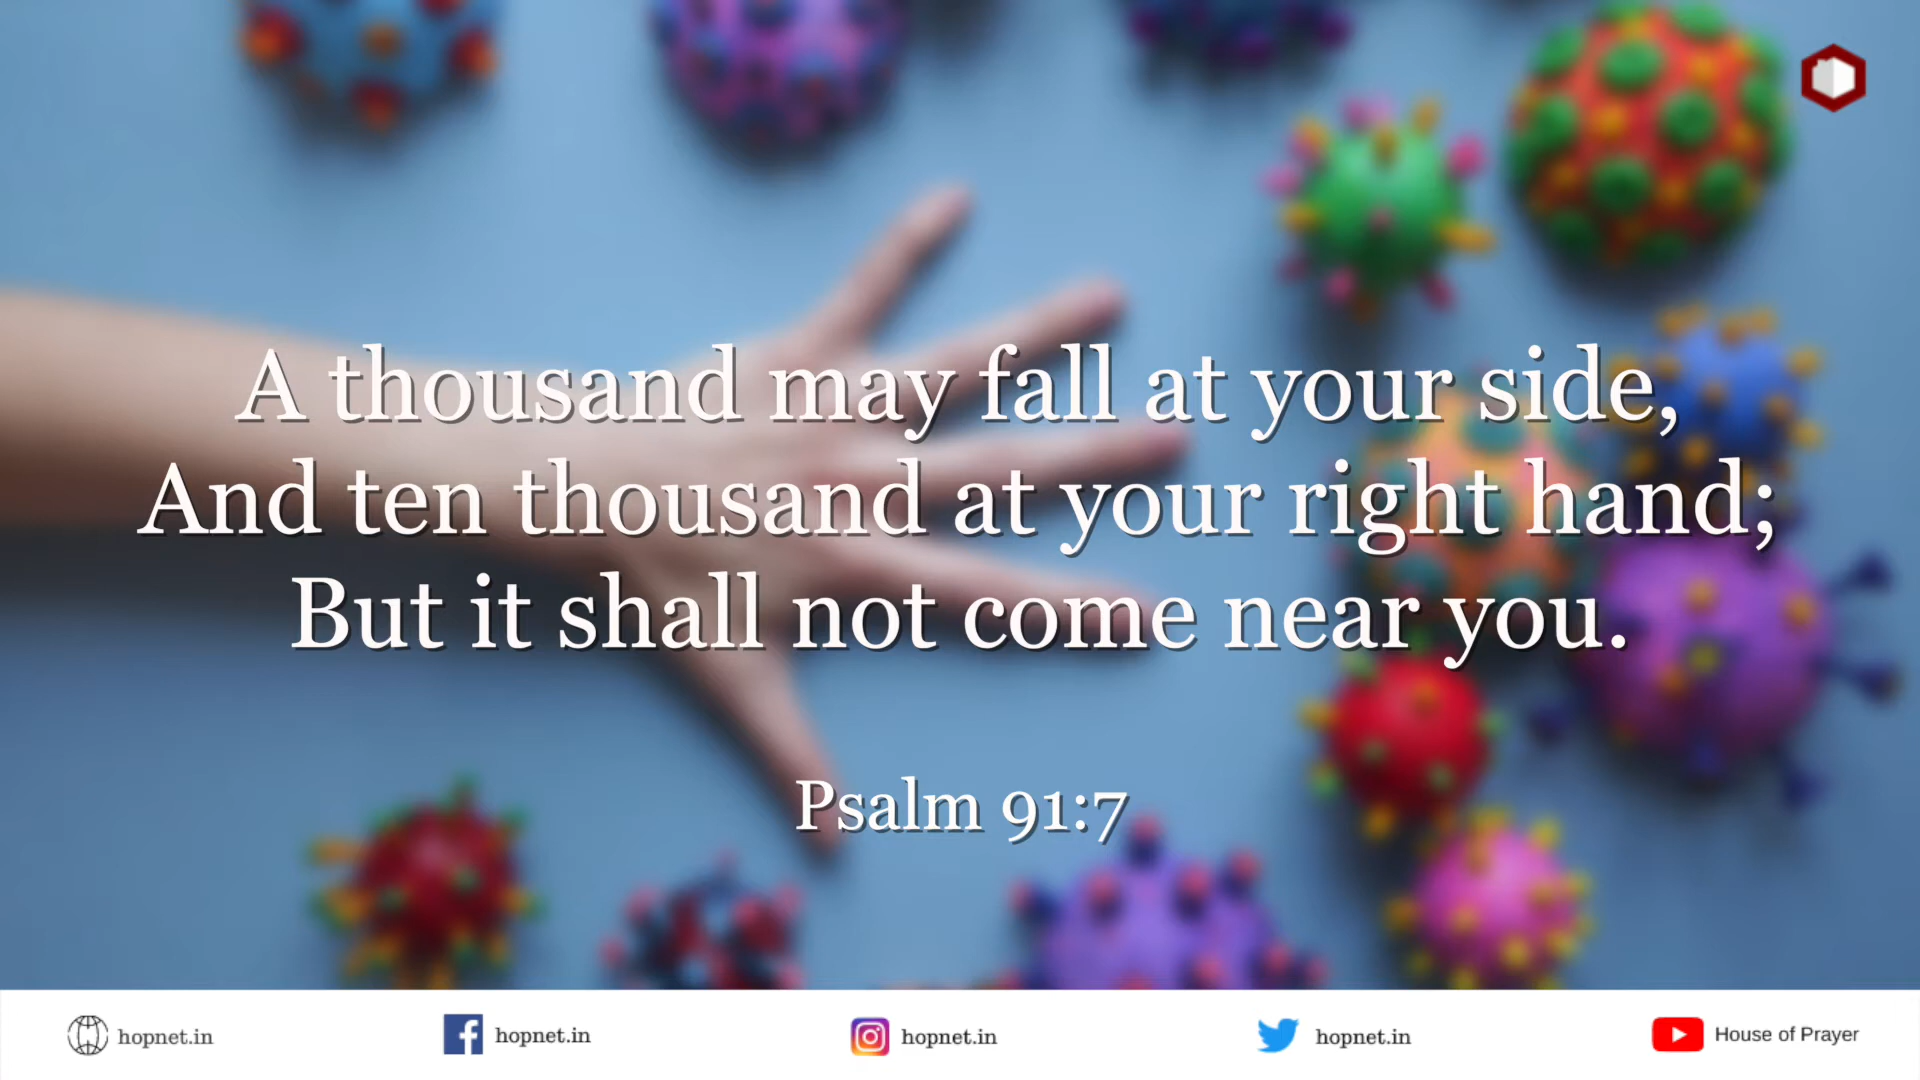 A thousand may fall at your side,
And ten thousand at your right hand;
But it shall not come near you.
Psalm 91:7
hopnet.in
hopnet.in
hopnet.in
hopnet.in
House of Prayer